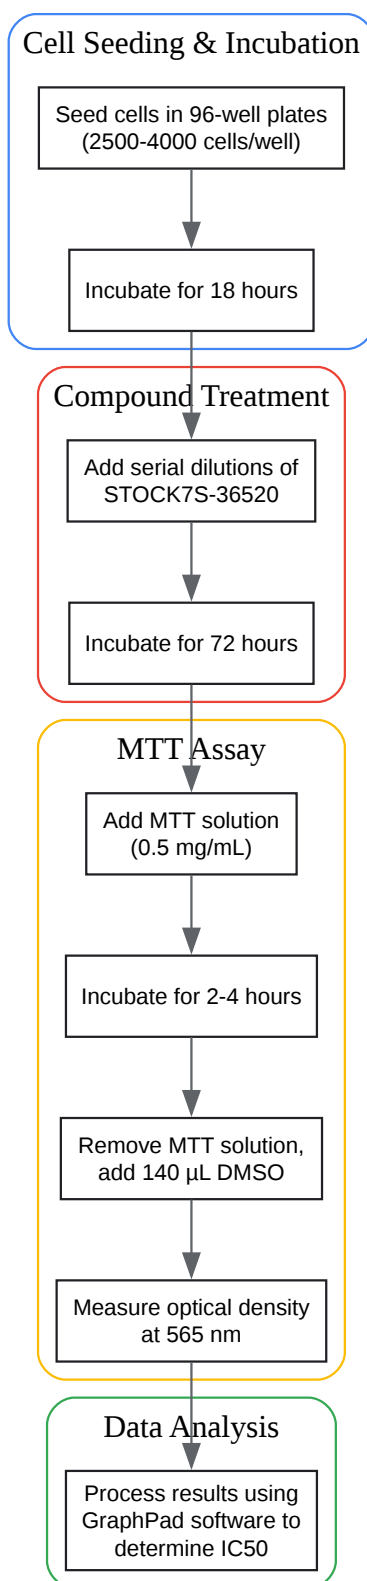 Cell Seeding & Incubation
Seed cells in 96-well plates
(2500-4000 cells/well)
Incubate for 18 hours
Compound Treatment
Add serial dilutions of
STOCK7S-36520
Incubate for 72 hours
MTT Assay
Add MTT solution
(0.5 mg/mL)
Incubate for 2-4 hours
Remove MTT solution,
add 140 µL DMSO
Measure optical density
at 565 nm
Data Analysis
Process results using
GraphPad software to
determine IC50